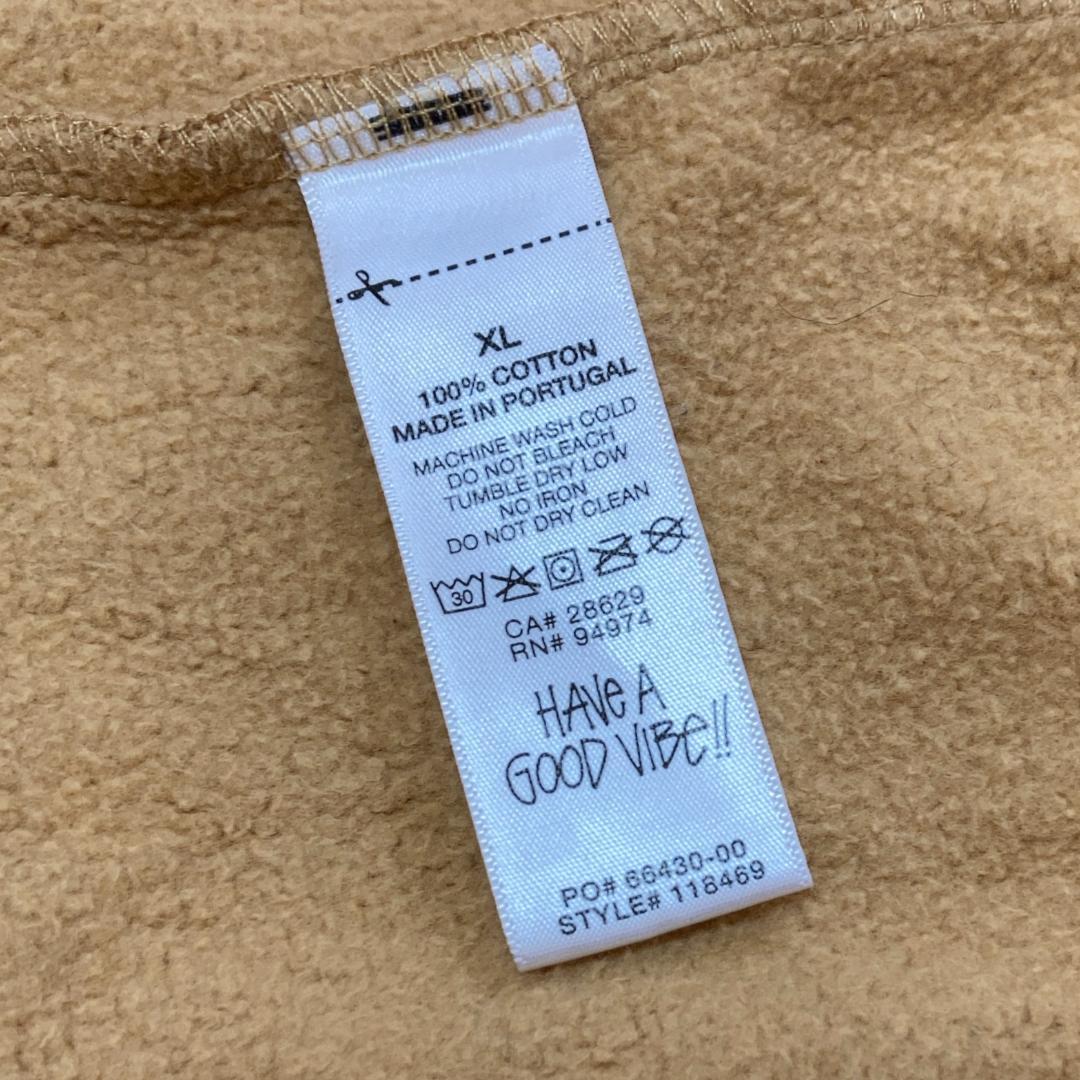 XL
100% COTTON
MADE IN PORTUGAL
MACHINE WASH COLD
DO NOT BLEACH
TUMBLE DRY LOW
NO IRON
DO NOT DRY CLEAN
30
CA# 28629
RN# 94974
HAVE A
GOOD VIBE!!
PO# 66430-00
STYLE# 118469